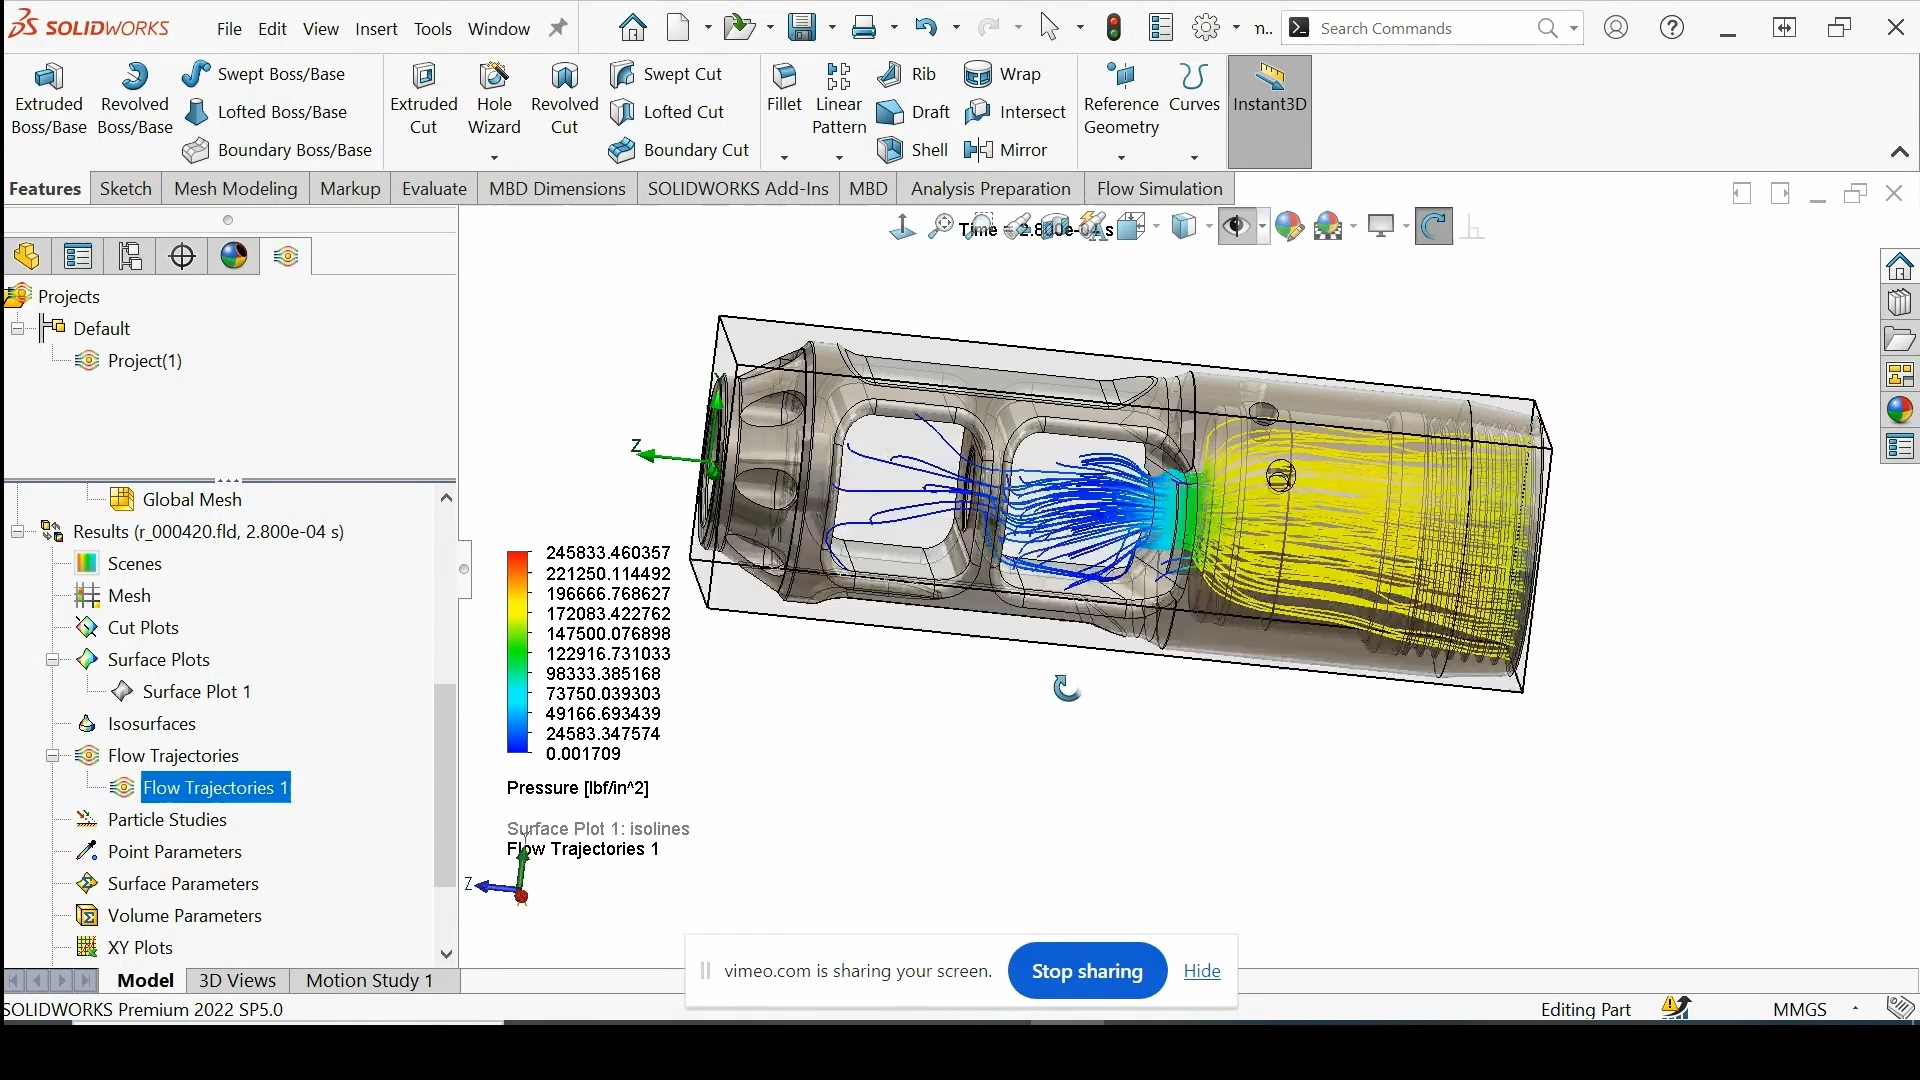 SOLIDWORKS File Edit View Insert Tools Window n.. Search Commands
Extruded Boss/Base
Revolved Boss/Base
Swept Boss/Base
Lofted Boss/Base
Boundary Boss/Base
Extruded Cut
Hole Wizard
Revolved Cut
Swept Cut
Lofted Cut
Boundary Cut
Fillet
Linear Pattern
Rib
Draft
Shell
Wrap
Intersect
Mirror
Reference Geometry
Curves
Instant3D
Features Sketch Mesh Modeling Markup Evaluate MBD Dimensions SOLIDWORKS Add-Ins MBD Analysis Preparation Flow Simulation
Time = 2.800e-04 s
Projects
Default
Project(1)
Global Mesh
Results (r_000420.fld, 2.800e-04 s)
Scenes
Mesh
Cut Plots
Surface Plots
Surface Plot 1
Isosurfaces
Flow Trajectories
Flow Trajectories 1
Particle Studies
Point Parameters
Surface Parameters
Volume Parameters
XY Plots
Z
Y
245833.460357
221250.114492
196666.768627
172083.422762
147500.076898
122916.731033
98333.385168
73750.039303
49166.693439
24583.347574
0.001709
Pressure [lbf/in^2]
Surface Plot 1: isolines
Flow Trajectories 1
Y
Z
vimeo.com is sharing your screen. Stop sharing Hide
Model 3D Views Motion Study 1
SOLIDWORKS Premium 2022 SP5.0 Editing Part MMGS